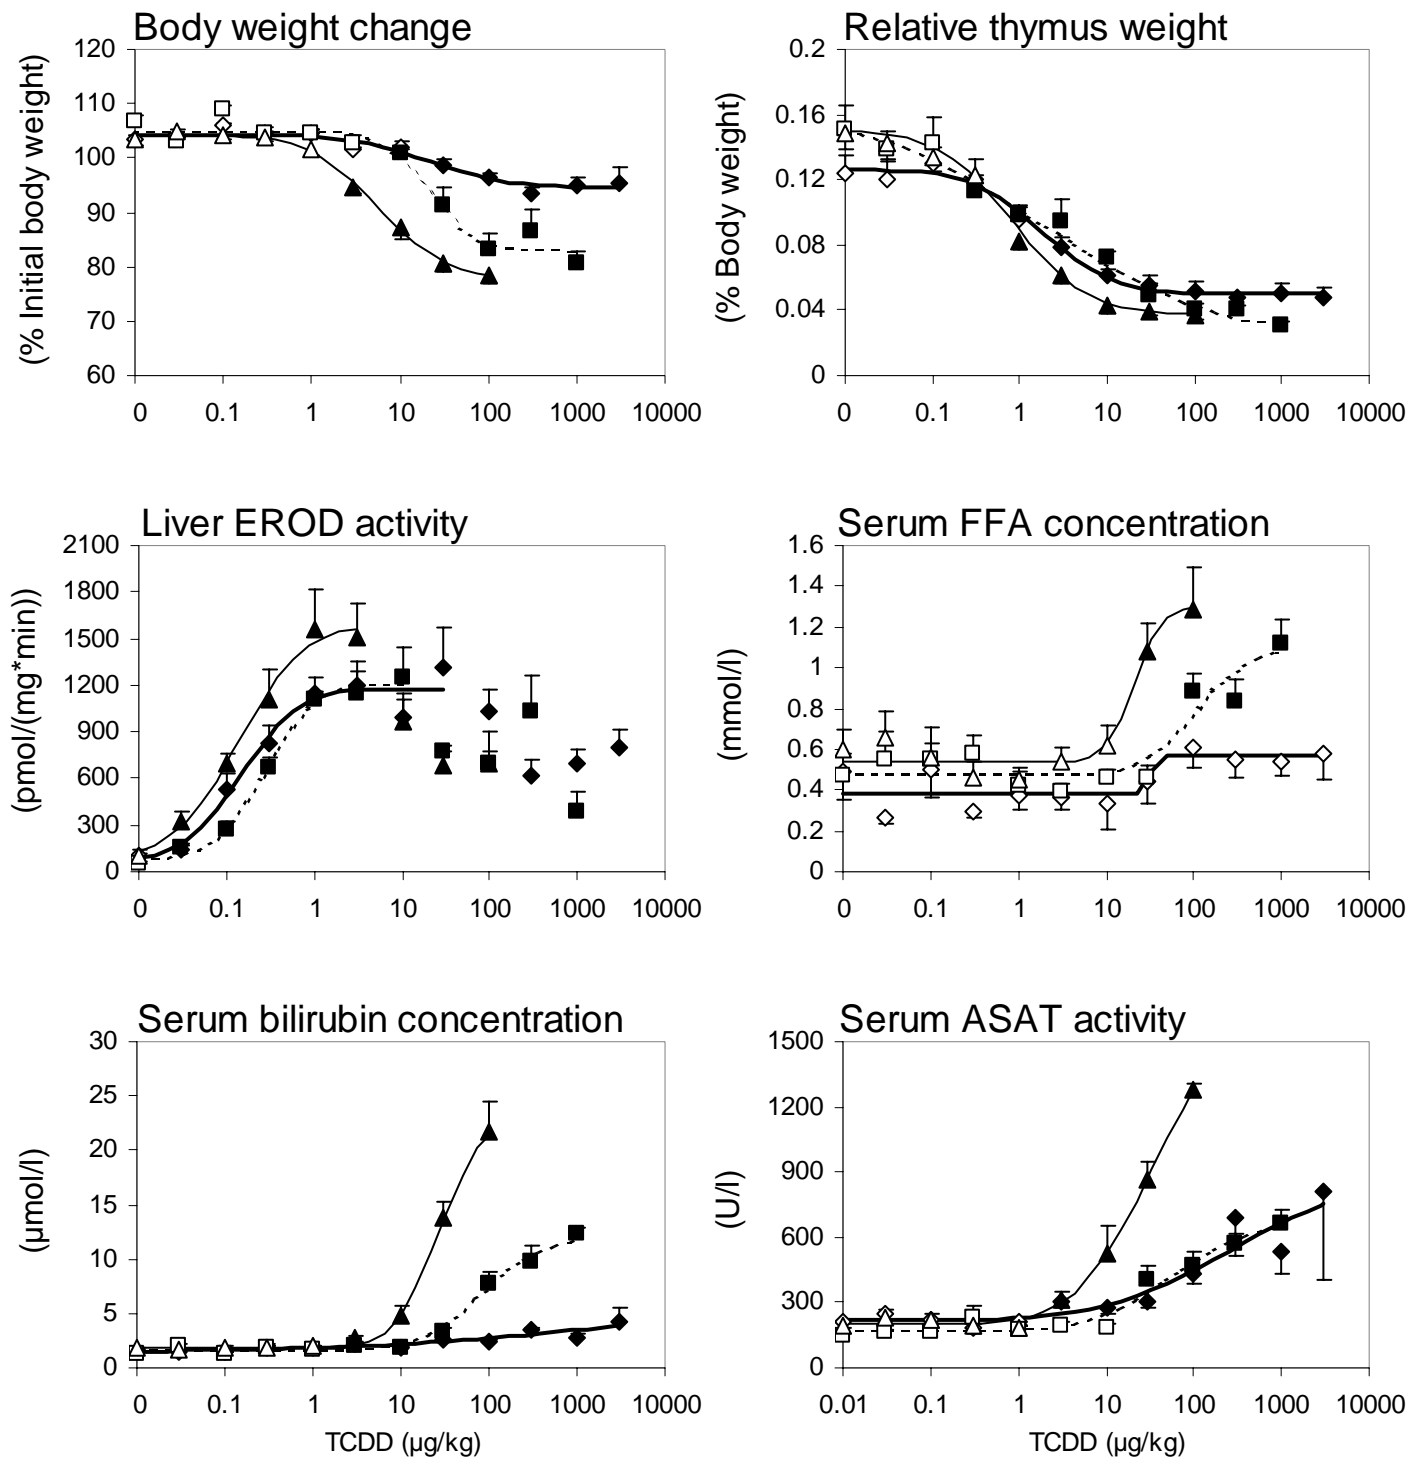 Body weight change
Relative thymus weight
(% Initial body weight)
120
110
100
90
80
70
60
0 0.1 1 10 100 1000 10000
(% Body weight)
0.2
0.16
0.12
0.08
0.04
0
0 0.1 1 10 100 1000 10000
Liver EROD activity
Serum FFA concentration
(pmol/(mg*min))
2100
1800
1500
1200
900
600
300
0
0 0.1 1 10 100 1000 10000
(mmol/l)
1.6
1.4
1.2
1
0.8
0.6
0.4
0.2
0
0 0.1 1 10 100 1000 10000
Serum bilirubin concentration
Serum ASAT activity
(µmol/l)
30
25
20
15
10
5
0
0 0.1 1 10 100 1000 10000
TCDD (µg/kg)
(U/l)
1500
1200
900
600
300
0
0.01 0.1 1 10 100 1000 10000
TCDD (µg/kg)